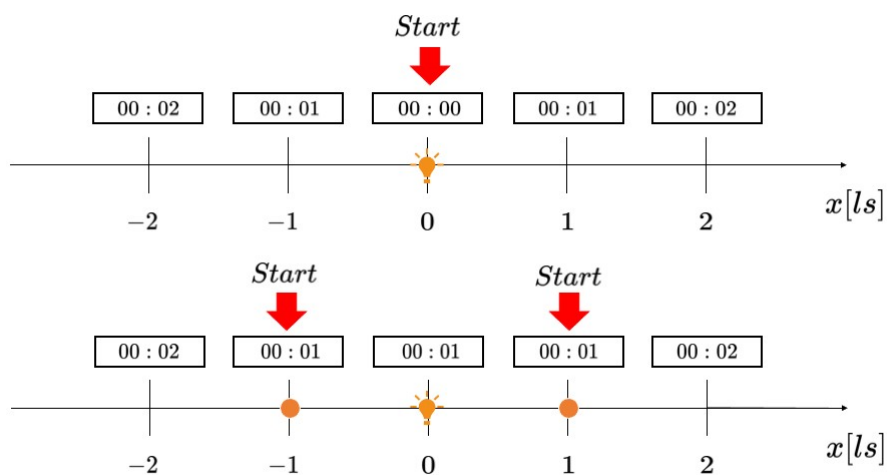 Start
00 : 02 00 : 01 00 : 00 00 : 01 00 : 02
x[ls]
−2 −1 0 1 2
Start Start
00 : 02 00 : 01 00 : 01 00 : 01 00 : 02
x[ls]
−2 −1 0 1 2